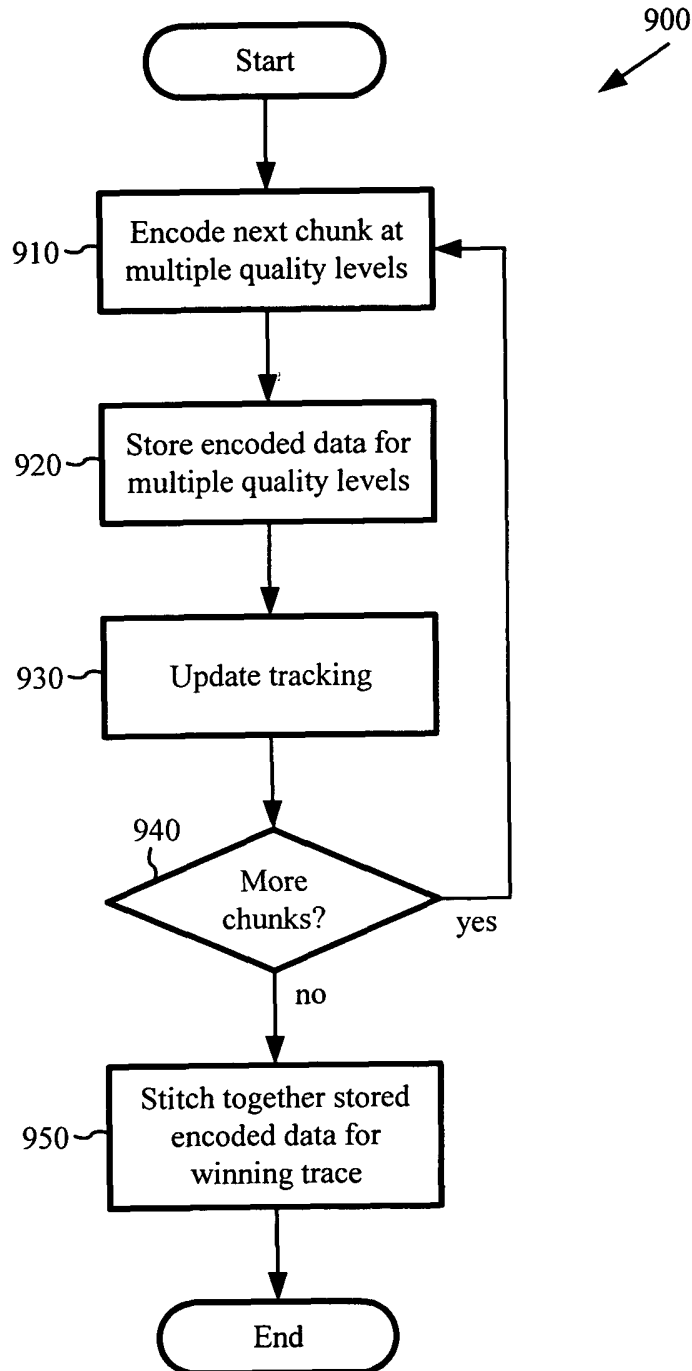 900
Start
910
Encode next chunk at
multiple quality levels
920
Store encoded data for
multiple quality levels
930
Update tracking
940
More
chunks?
yes
no
950
Stitch together stored
encoded data for
winning trace
End